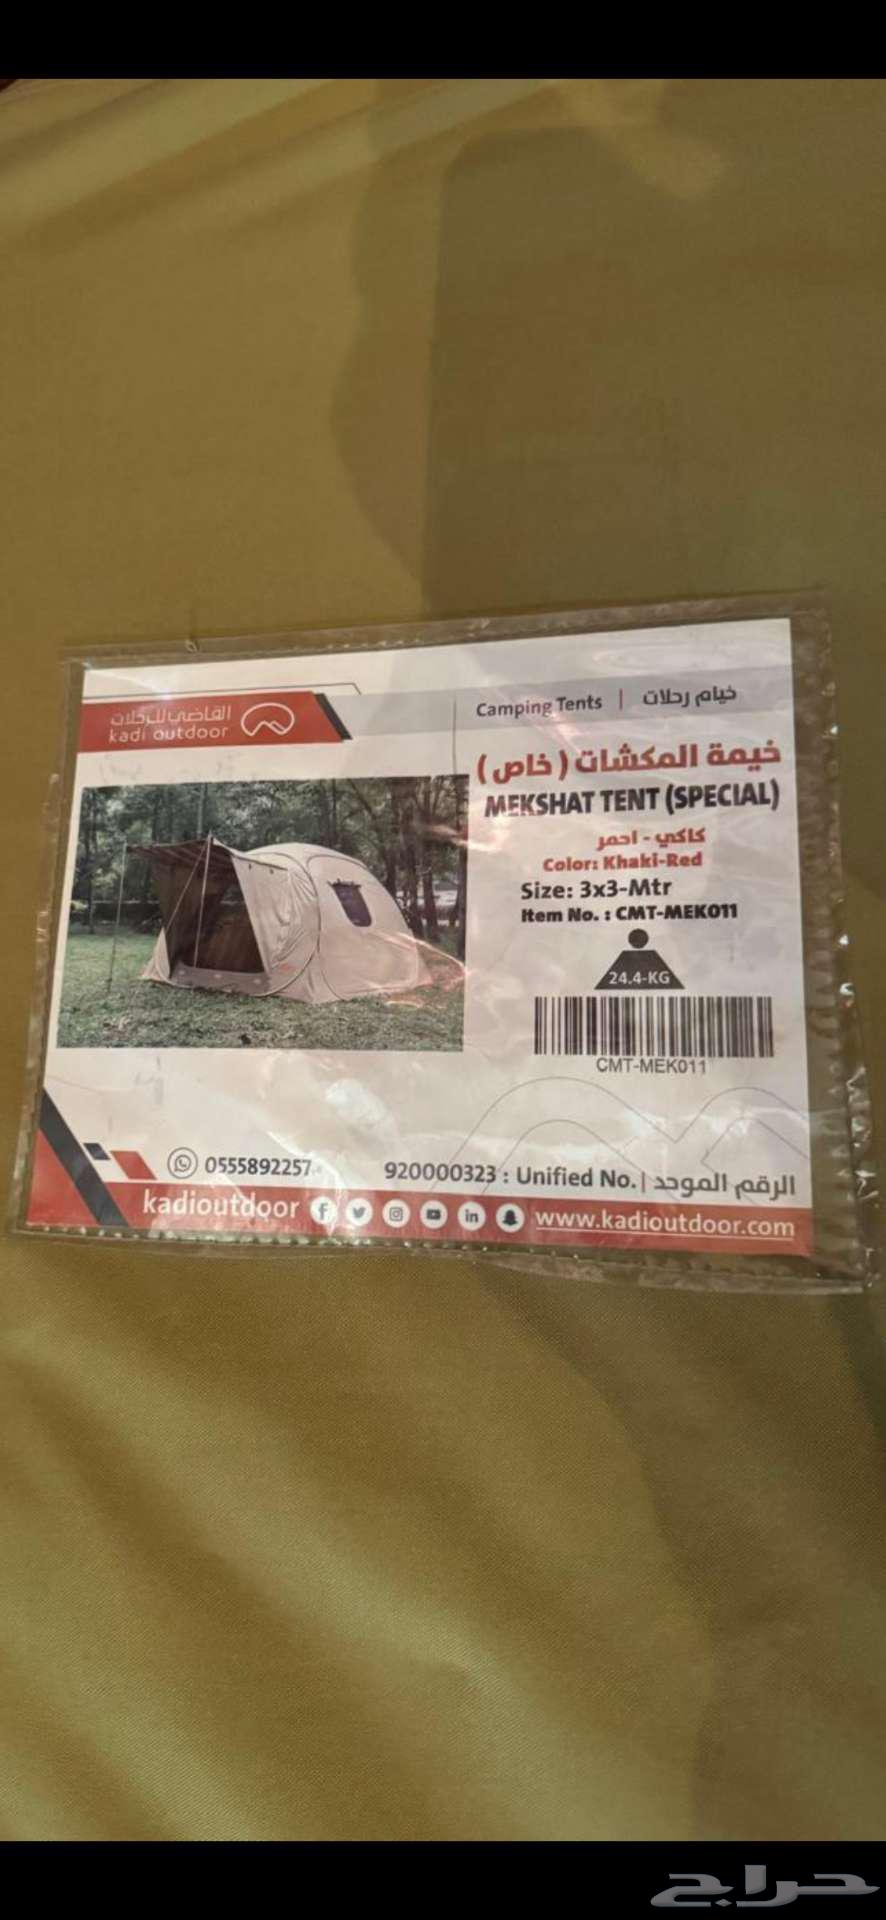 القاضي للرحلات
kadi outdoor
Camping Tents | خيام رحلات
خيمة المكشات ( خاص )
MEKSHAT TENT (SPECIAL)
كاكي - احمر
Color: Khaki-Red
Size: 3x3-Mtr
Item No. : CMT-MEK011
24.4-KG
CMT-MEK011
0555892257
920000323 : Unified No. | الرقم الموحد
kadioutdoor
www.kadioutdoor.com
حراج